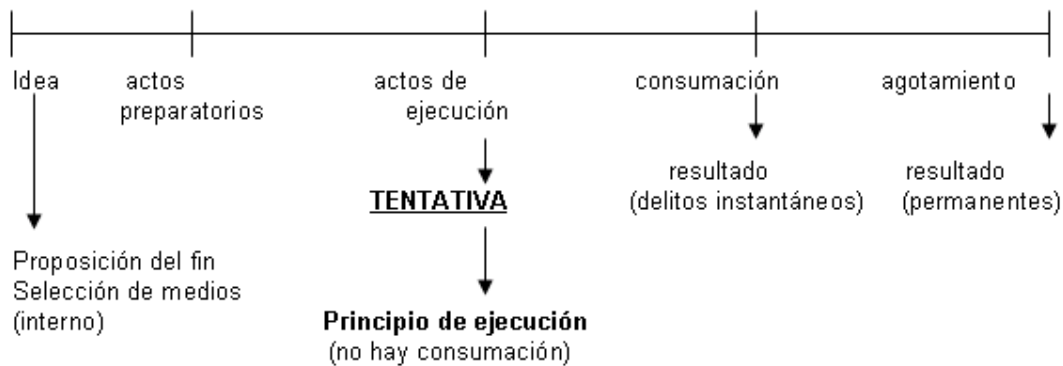 Idea
actos
preparatorios
actos de
ejecución
consumación
agotamiento
TENTATIVA
resultado
(delitos instantáneos)
resultado
(permanentes)
Proposición del fin
Selección de medios
(interno)
Principio de ejecución
(no hay consumación)